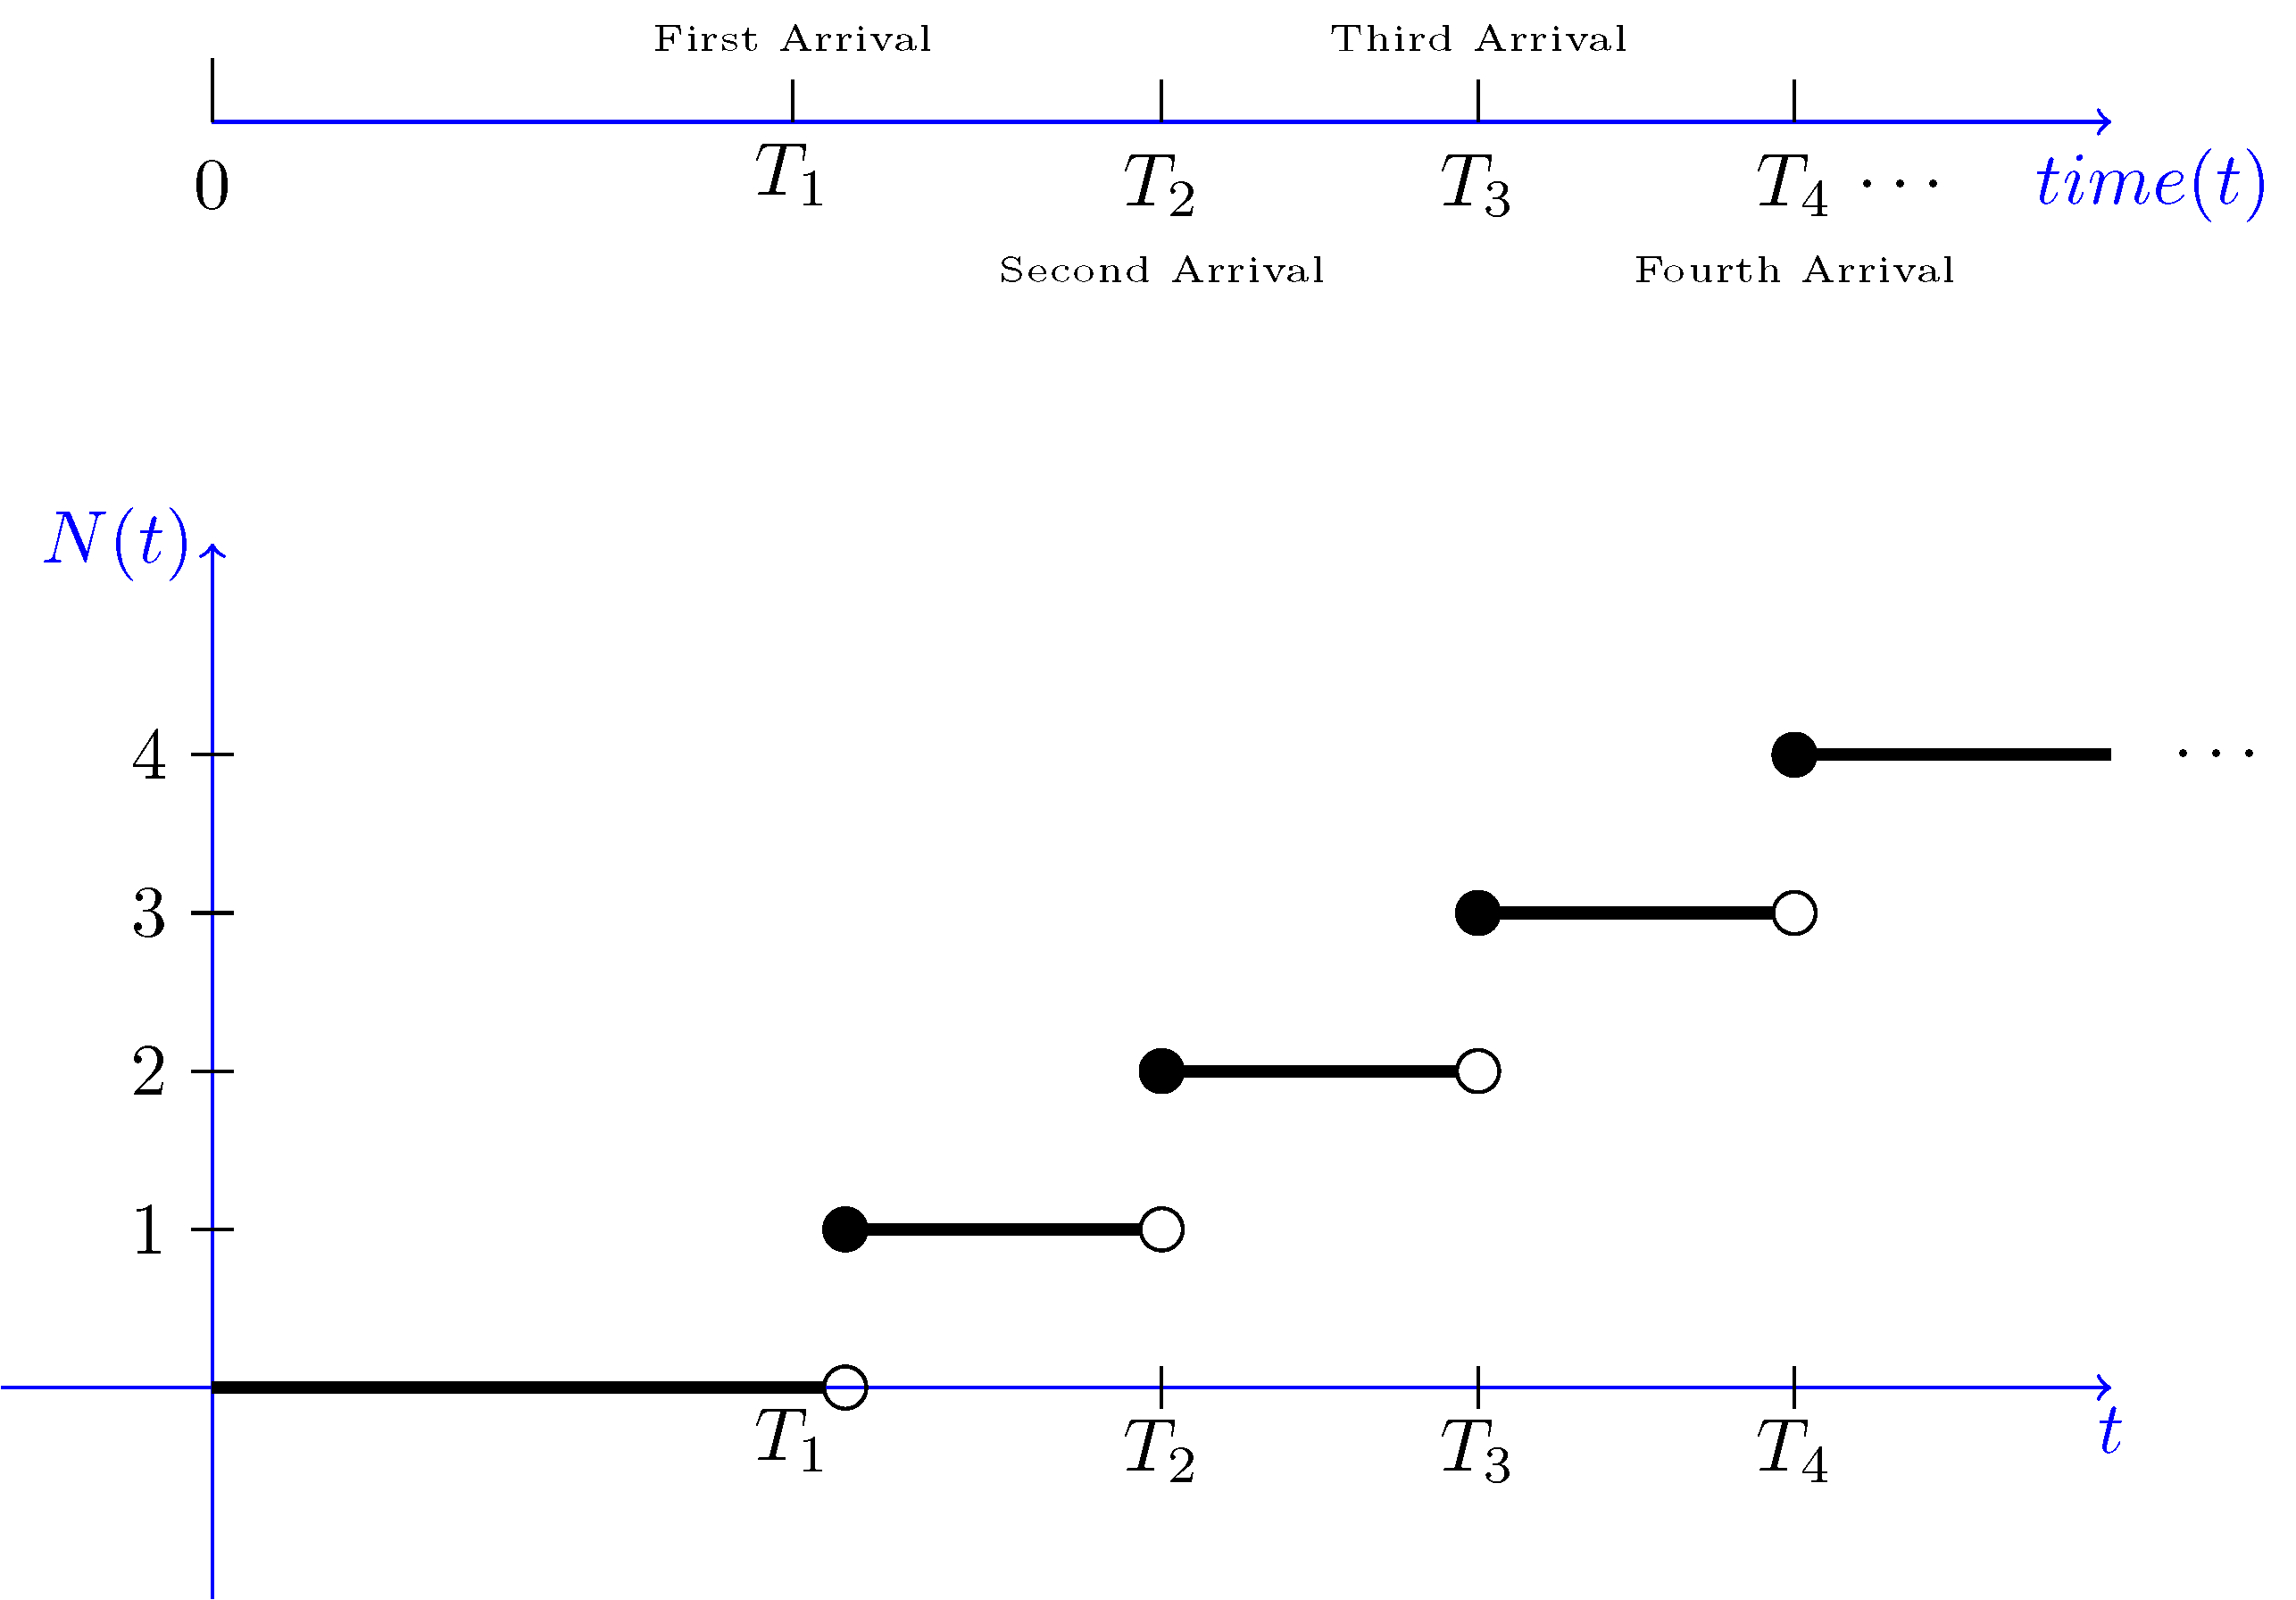 First Arrival Third Arrival
0 T₁ T₂ T₃ T₄ ··· time(t)
Second Arrival Fourth Arrival
N(t)
4 ···
3
2
1
T₁ T₂ T₃ T₄ t